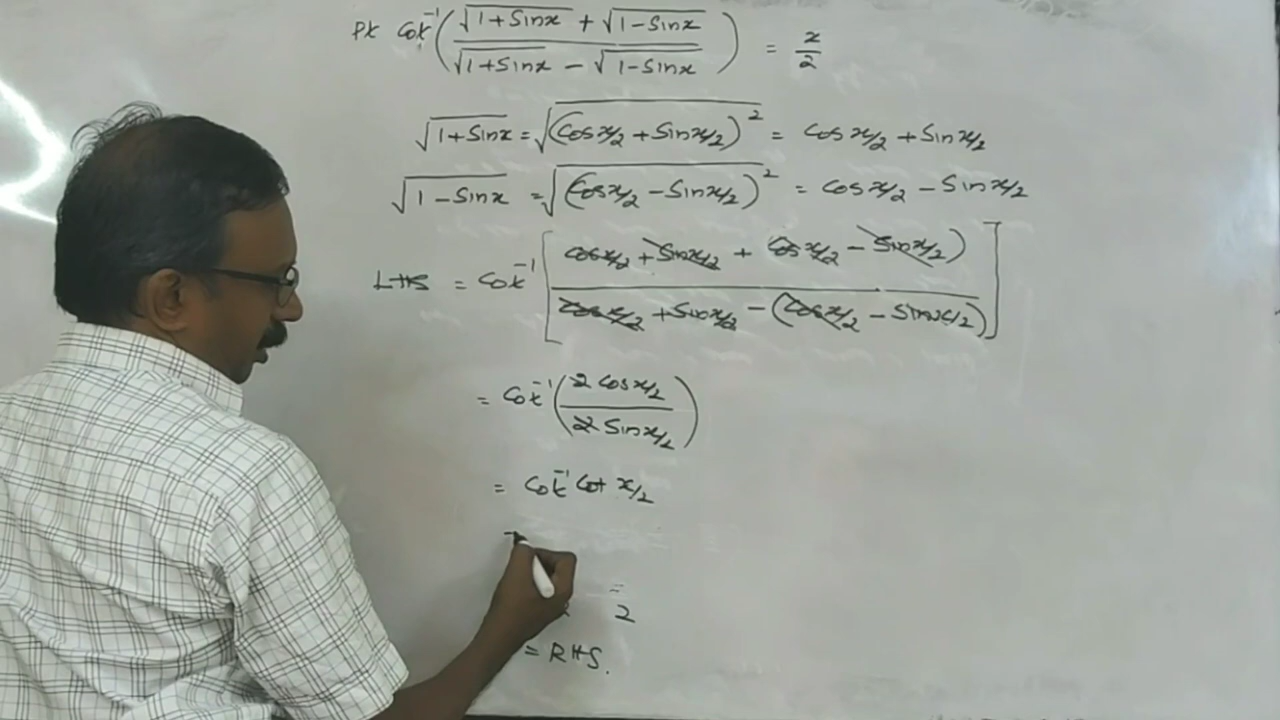 PK Cot⁻¹( (√1+Sinx + √1-Sinx) / (√1+Sinx - √1-Sinx) ) = x/2
√1+Sinx = √(Cos x/2 + Sin x/2)² = Cos x/2 + Sin x/2
√1-Sinx = √(Cos x/2 - Sin x/2)² = Cos x/2 - Sin x/2
LHS = Cot⁻¹[ (Cos x/2 + Sin x/2 + Cos x/2 - Sin x/2) / (Cos x/2 + Sin x/2 - (Cos x/2 - Sin x/2)) ]
= Cot⁻¹( 2 Cos x/2 / 2 Sin x/2 )
= Cot⁻¹ Cot x/2
= 2
= RHS.